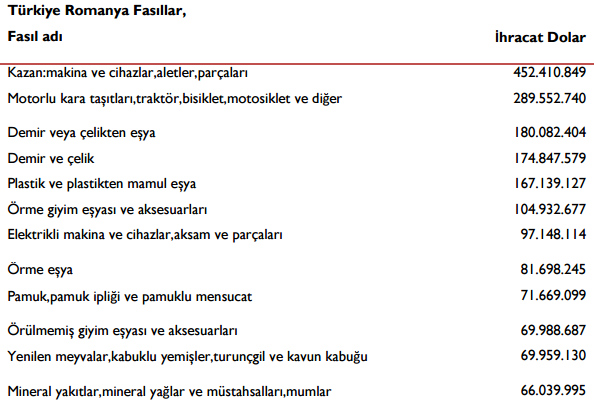 Türkiye Romanya Fasıllar,
Fasıl adı İhracat Dolar
Kazan:makina ve cihazlar,aletler,parçaları 452.410.849
Motorlu kara taşıtları,traktör,bisiklet,motosiklet ve diğer 289.552.740
Demir veya çelikten eşya 180.082.404
Demir ve çelik 174.847.579
Plastik ve plastikten mamul eşya 167.139.127
Örme giyim eşyası ve aksesuarları 104.932.677
Elektrikli makina ve cihazlar,aksam ve parçaları 97.148.114
Örme eşya 81.698.245
Pamuk,pamuk ipliği ve pamuklu mensucat 71.669.099
Örülmemiş giyim eşyası ve aksesuarları 69.988.687
Yenilen meyvalar,kabuklu yemişler,turunçgil ve kavun kabuğu 69.959.130
Mineral yakıtlar,mineral yağlar ve müstahsalları,mumlar 66.039.995